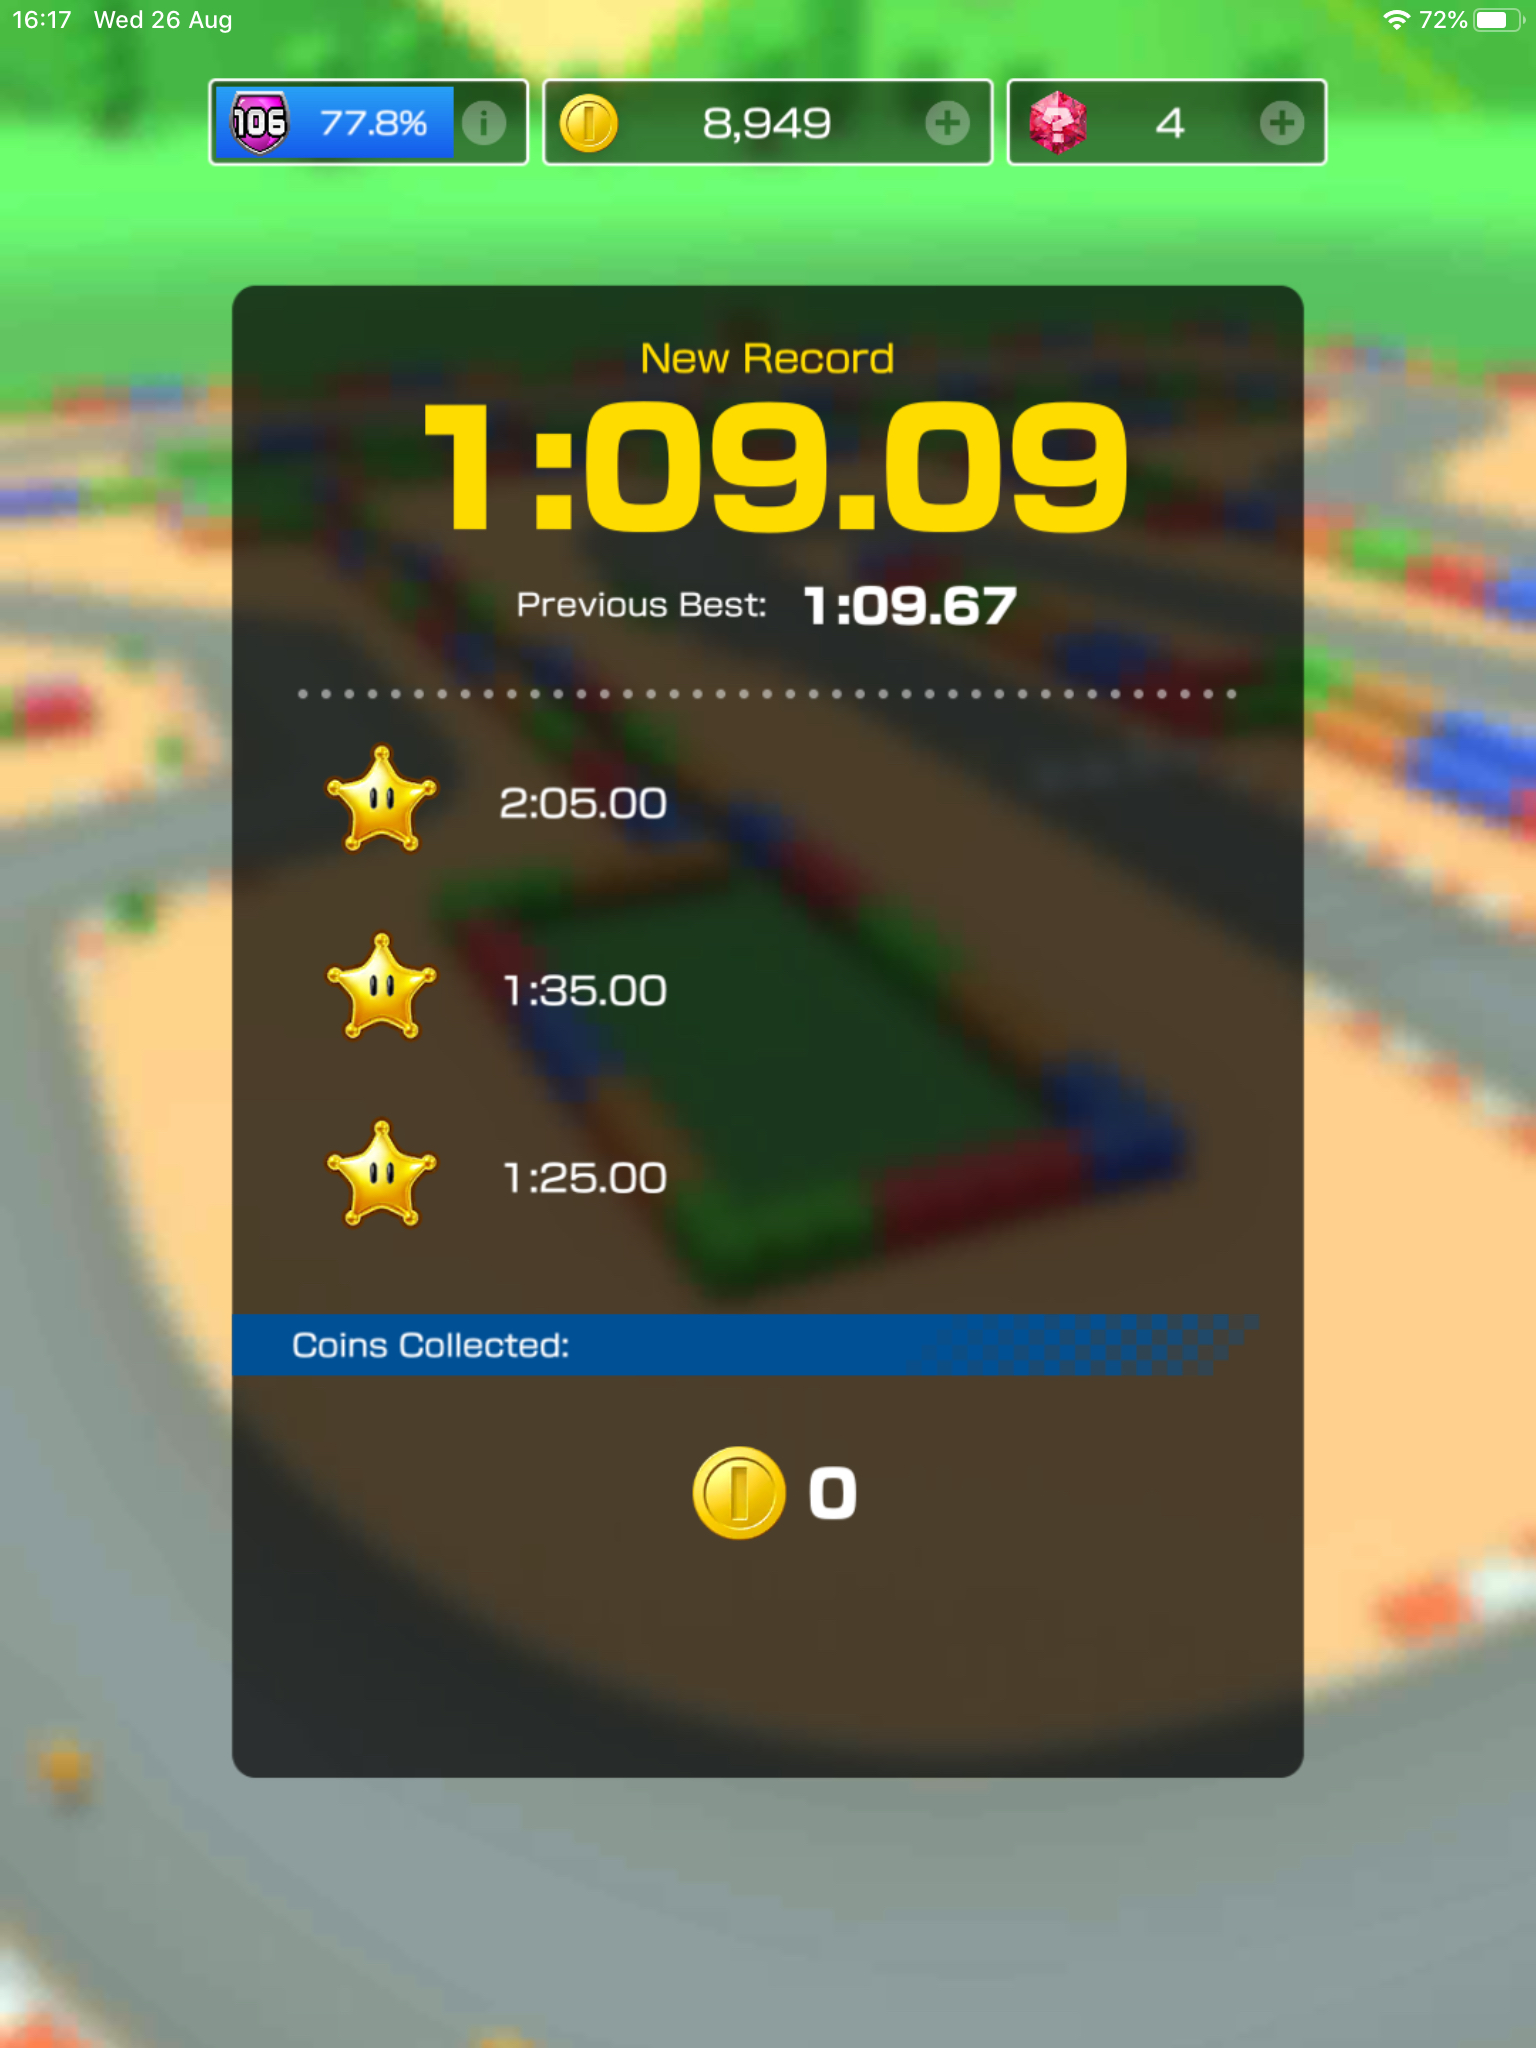 16:17 Wed 26 Aug 72%
106 77.8% i 8,949 + ? 4 +
New Record
1:09.09
Previous Best: 1:09.67
2:05.00
1:35.00
1:25.00
Coins Collected:
0